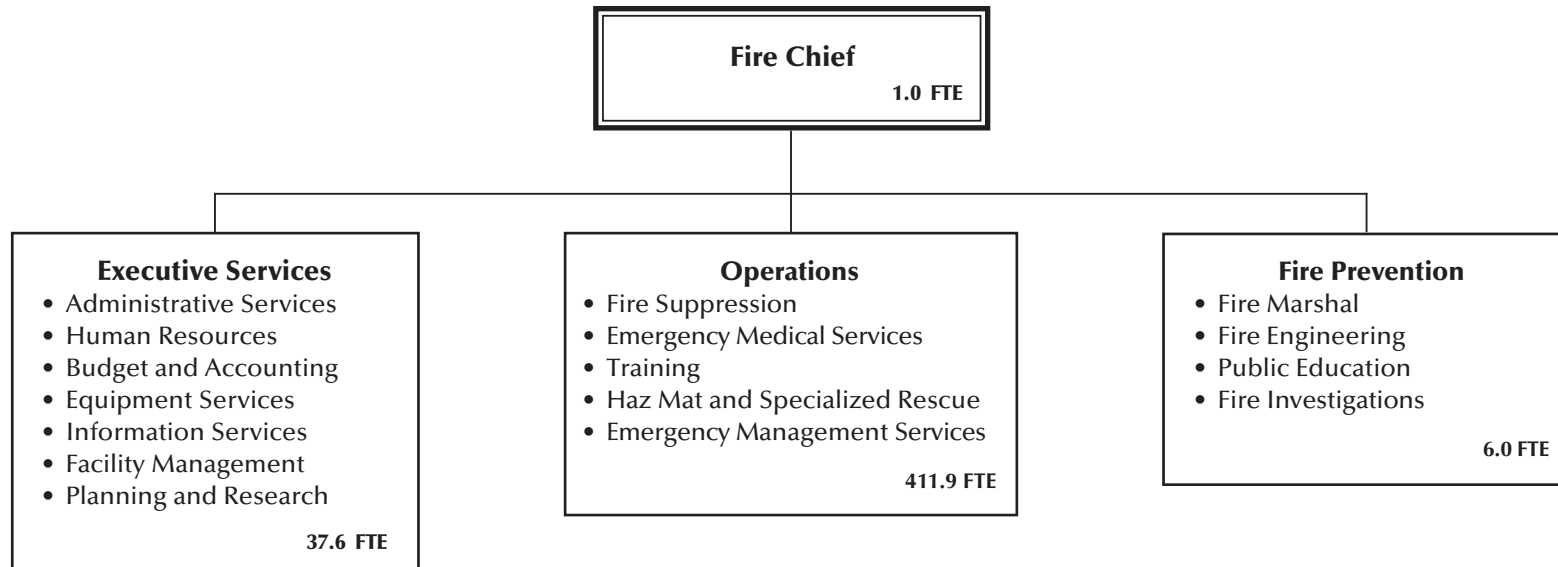 Fire Chief
1.0 FTE
Executive Services
• Administrative Services
• Human Resources
• Budget and Accounting
• Equipment Services
• Information Services
• Facility Management
• Planning and Research
37.6 FTE
Operations
• Fire Suppression
• Emergency Medical Services
• Training
• Haz Mat and Specialized Rescue
• Emergency Management Services
411.9 FTE
Fire Prevention
• Fire Marshal
• Fire Engineering
• Public Education
• Fire Investigations
6.0 FTE